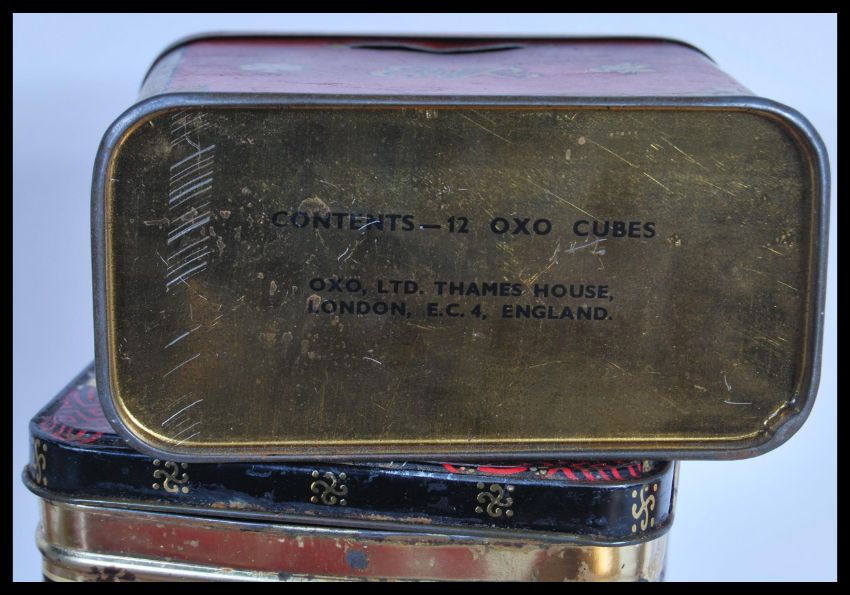 CONTENTS—12 OXO CUBES
OXO, LTD. THAMES HOUSE,
LONDON, E.C. 4, ENGLAND.